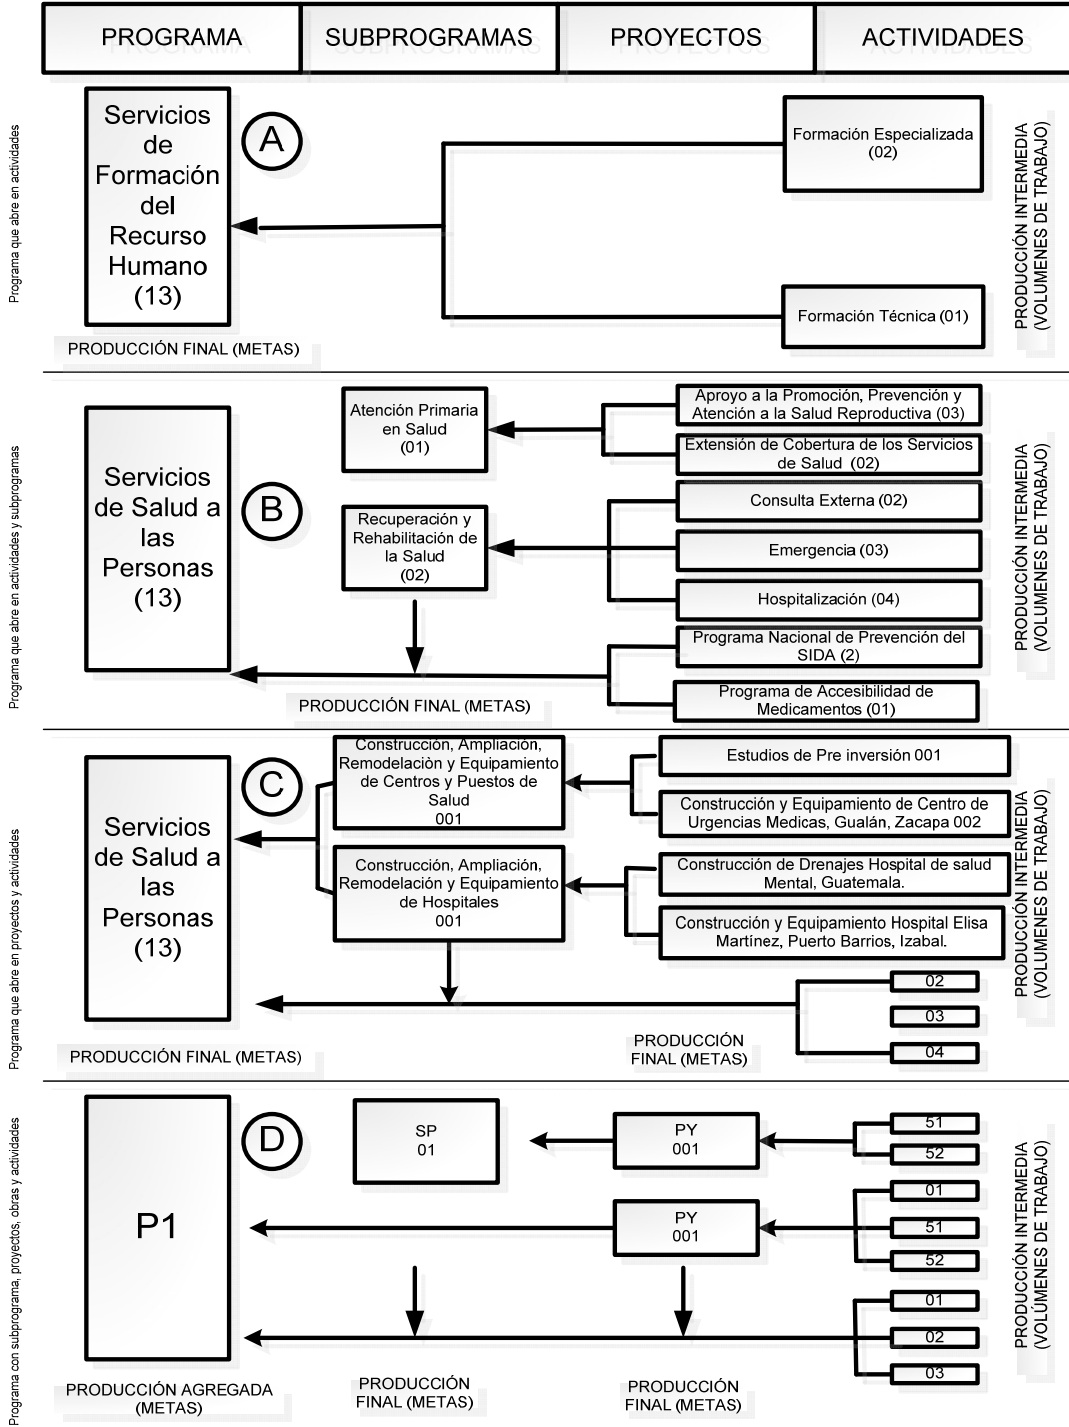 PROGRAMA
SUBPROGRAMAS
PROYECTOS
ACTIVIDADES
Programa que abre en actividades
Servicios
de
Formación
del
Recurso
Humano
(13)
A
Formación Especializada
(02)
Formación Técnica (01)
PRODUCCIÓN INTERMEDIA
(VOLUMENES DE TRABAJO)
PRODUCCIÓN FINAL (METAS)
Programa que abre en actividades y subprogramas
Servicios
de Salud a
las
Personas
(13)
B
Atención Primaria
en Salud
(01)
Recuperación y
Rehabilitación de
la Salud
(02)
Aproyo a la Promoción, Prevención y
Atención a la Salud Reproductiva (03)
Extensión de Cobertura de los Servicios
de Salud (02)
Consulta Externa (02)
Emergencia (03)
Hospitalización (04)
Programa Nacional de Prevención del
SIDA (2)
Programa de Accesibilidad de
Medicamentos (01)
PRODUCCIÓN INTERMEDIA
(VOLUMENES DE TRABAJO)
PRODUCCIÓN FINAL (METAS)
Programa que abre en proyectos y actividades
Servicios
de Salud a
las
Personas
(13)
C
Construcción, Ampliación,
Remodelaciòn y Equipamiento
de Centros y Puestos de
Salud
001
Construcción, Ampliación,
Remodelación y Equipamiento
de Hospitales
001
Estudios de Pre inversión 001
Construcción y Equipamiento de Centro de
Urgencias Medicas, Gualán, Zacapa 002
Construcción de Drenajes Hospital de salud
Mental, Guatemala.
Construcción y Equipamiento Hospital Elisa
Martínez, Puerto Barrios, Izabal.
02
03
04
PRODUCCIÓN INTERMEDIA
(VOLUMENES DE TRABAJO)
PRODUCCIÓN FINAL (METAS)
PRODUCCIÓN
FINAL (METAS)
Programa con subprograma, proyectos, obras y actividades
P1
D
SP
01
PY
001
51
52
PY
001
01
51
52
01
02
03
PRODUCCIÓN INTERMEDIA
(VOLÚMENES DE TRABAJO)
PRODUCCIÓN AGREGADA
(METAS)
PRODUCCIÓN
FINAL (METAS)
PRODUCCIÓN
FINAL (METAS)